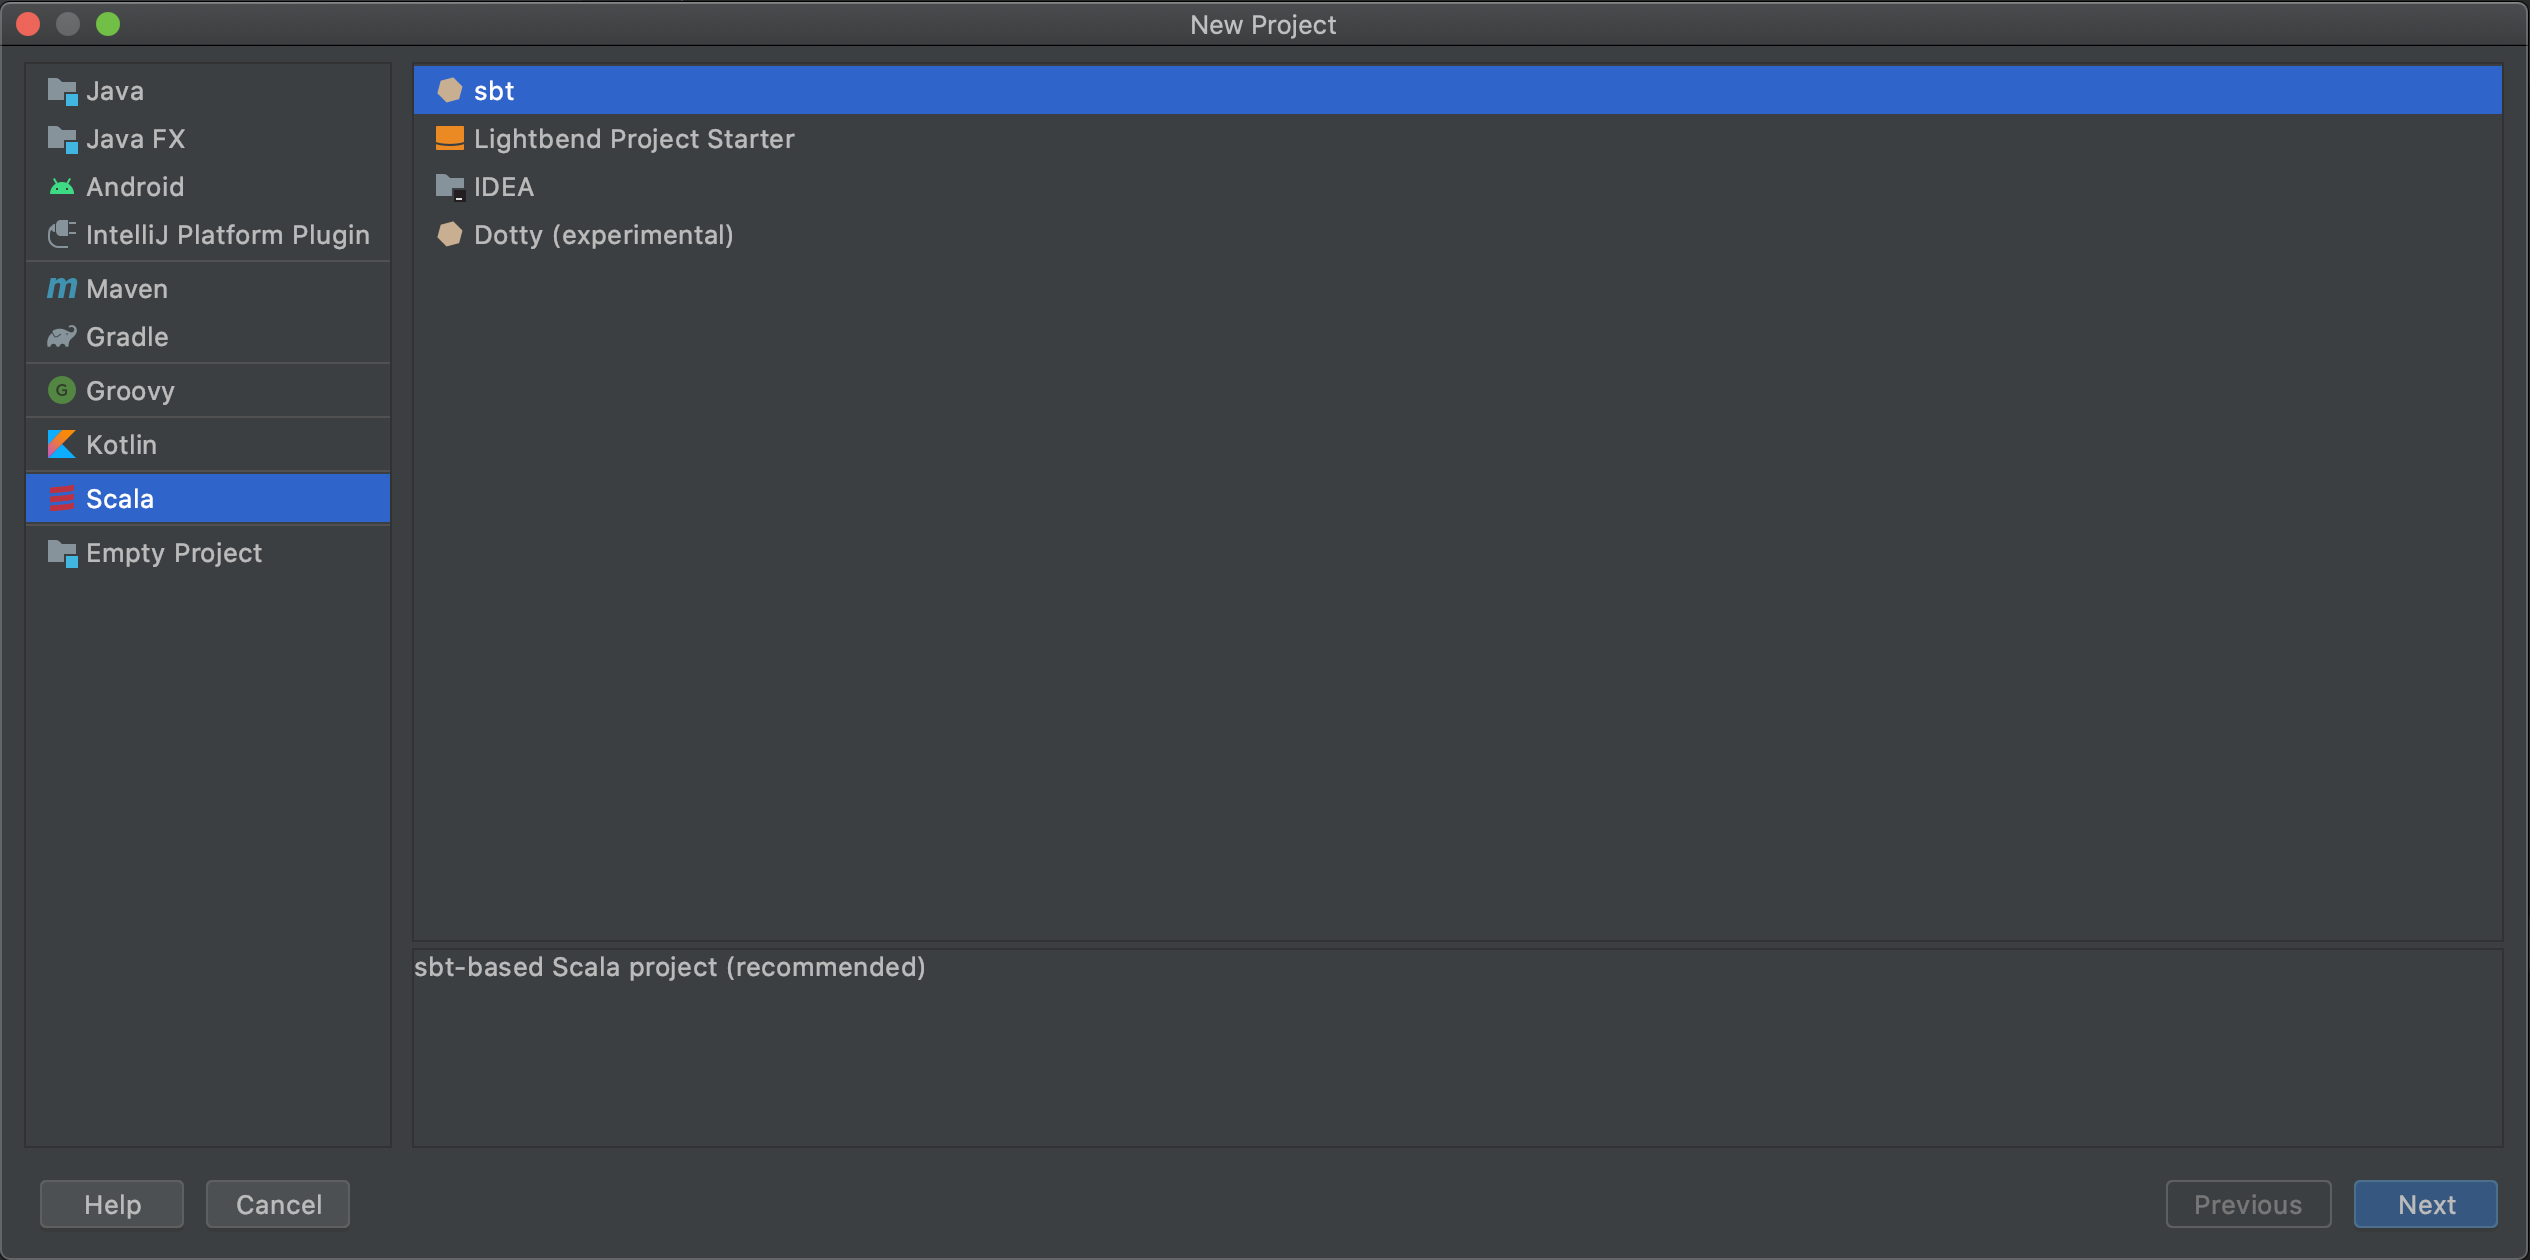 New Project
Java
Java FX
Android
IntelliJ Platform Plugin
Maven
Gradle
G Groovy
Kotlin
Scala
Empty Project
sbt
Lightbend Project Starter
IDEA
Dotty (experimental)
sbt-based Scala project (recommended)
Help
Cancel
Previous
Next